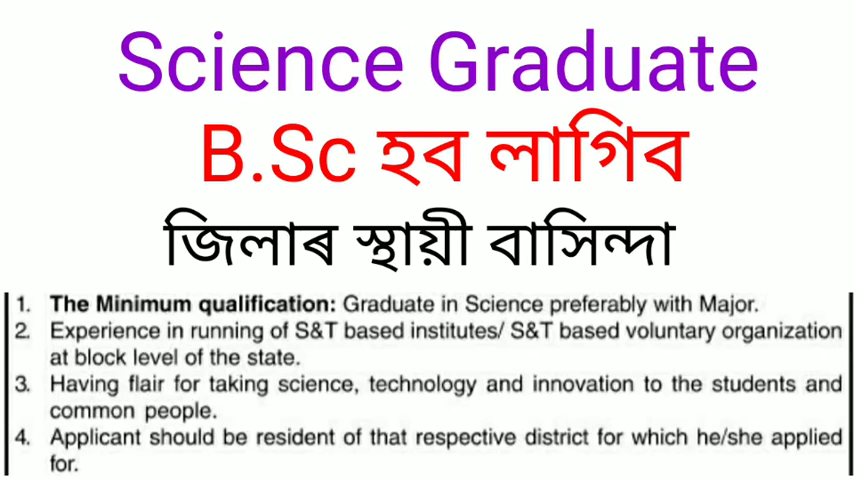 Science Graduate
B.Sc হব লাগিব
জিলাৰ স্থায়ী বাসিন্দা
1. The Minimum qualification: Graduate in Science preferably with Major.
2. Experience in running of S&T based institutes/ S&T based voluntary organization
at block level of the state.
3. Having flair for taking science, technology and innovation to the students and
common people.
4. Applicant should be resident of that respective district for which he/she applied
for.